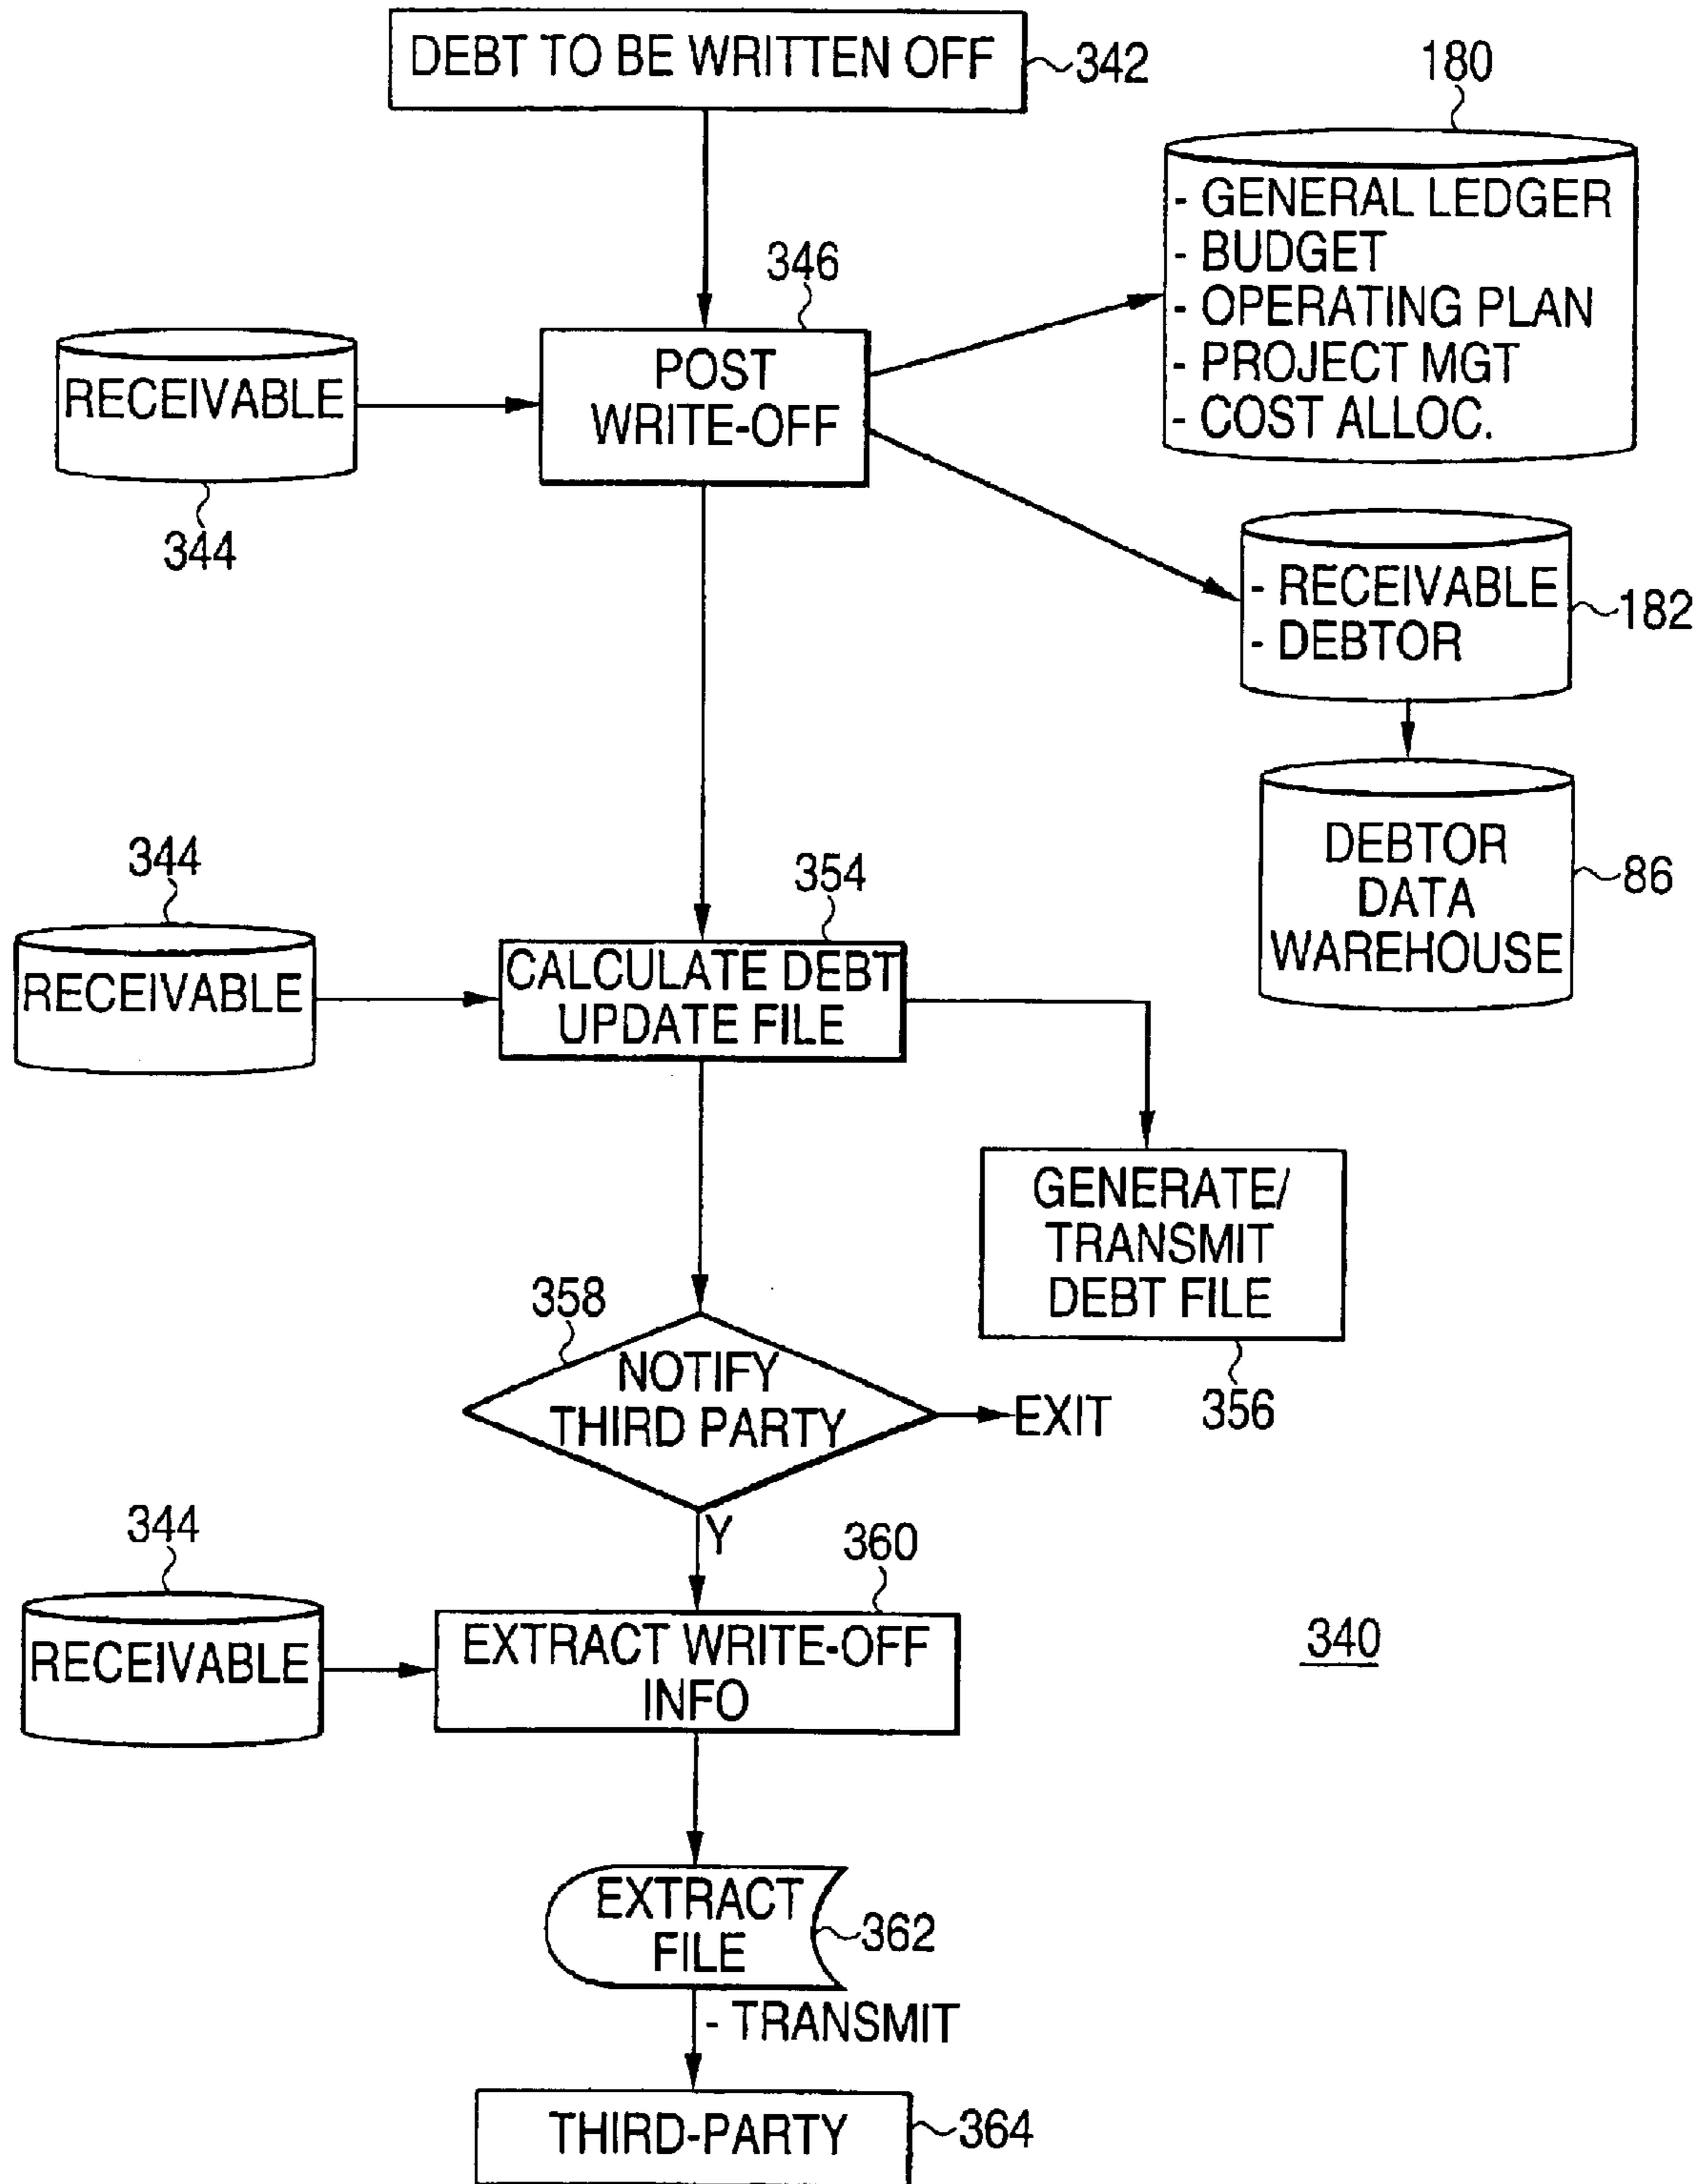 DEBT TO BE WRITTEN OFF
342
180
- GENERAL LEDGER
- BUDGET
- OPERATING PLAN
- PROJECT MGT
- COST ALLOC.
346
POST
WRITE-OFF
RECEIVABLE
344
- RECEIVABLE
- DEBTOR
182
DEBTOR
DATA
WAREHOUSE
86
344
RECEIVABLE
354
CALCULATE DEBT
UPDATE FILE
GENERATE/
TRANSMIT
DEBT FILE
356
358
NOTIFY
THIRD PARTY
EXIT
Y
344
RECEIVABLE
360
EXTRACT WRITE-OFF
INFO
340
EXTRACT
FILE
362
- TRANSMIT
THIRD-PARTY
364